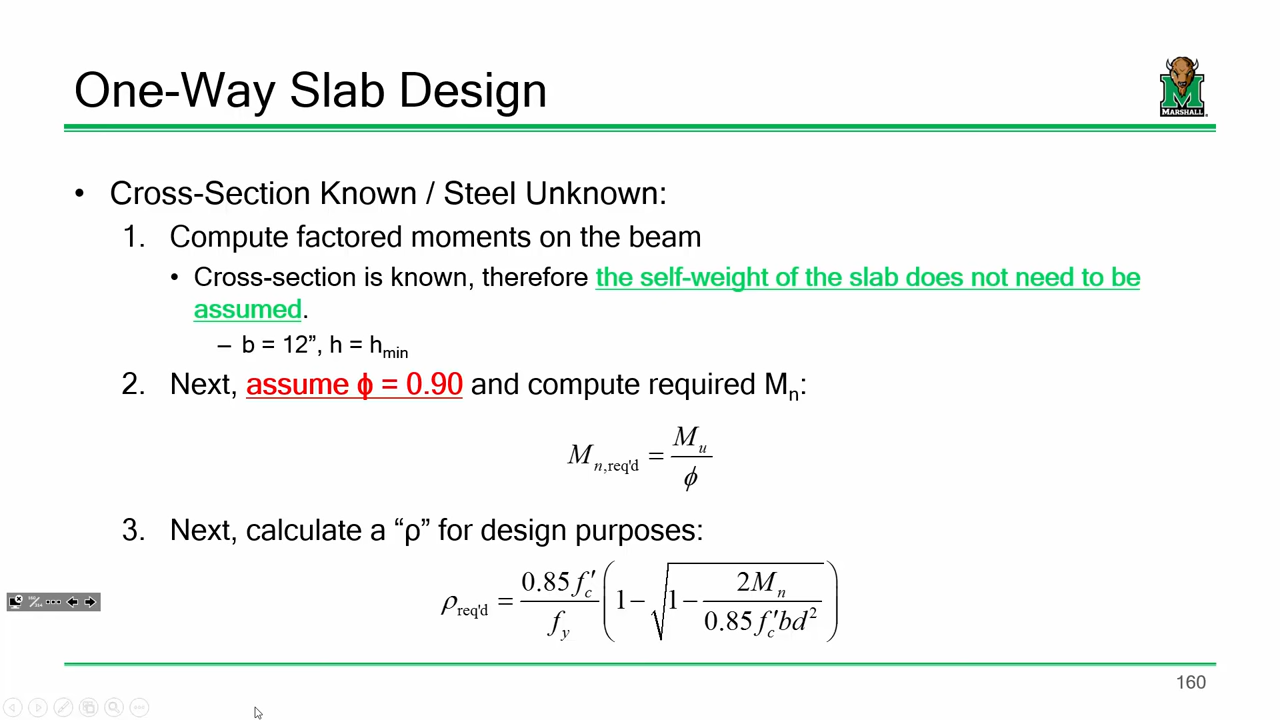 One-Way Slab Design
MARSHALL
• Cross-Section Known / Steel Unknown:
1. Compute factored moments on the beam
• Cross-section is known, therefore the self-weight of the slab does not need to be
assumed.
– b = 12”, h = hmin
2. Next, assume ϕ = 0.90 and compute required Mn:
Mn,req'd = Mu / ϕ
3. Next, calculate a “ρ” for design purposes:
ρreq'd = 0.85 f′c / fy (1 − √(1 − 2Mn / 0.85 f′c bd²))
160